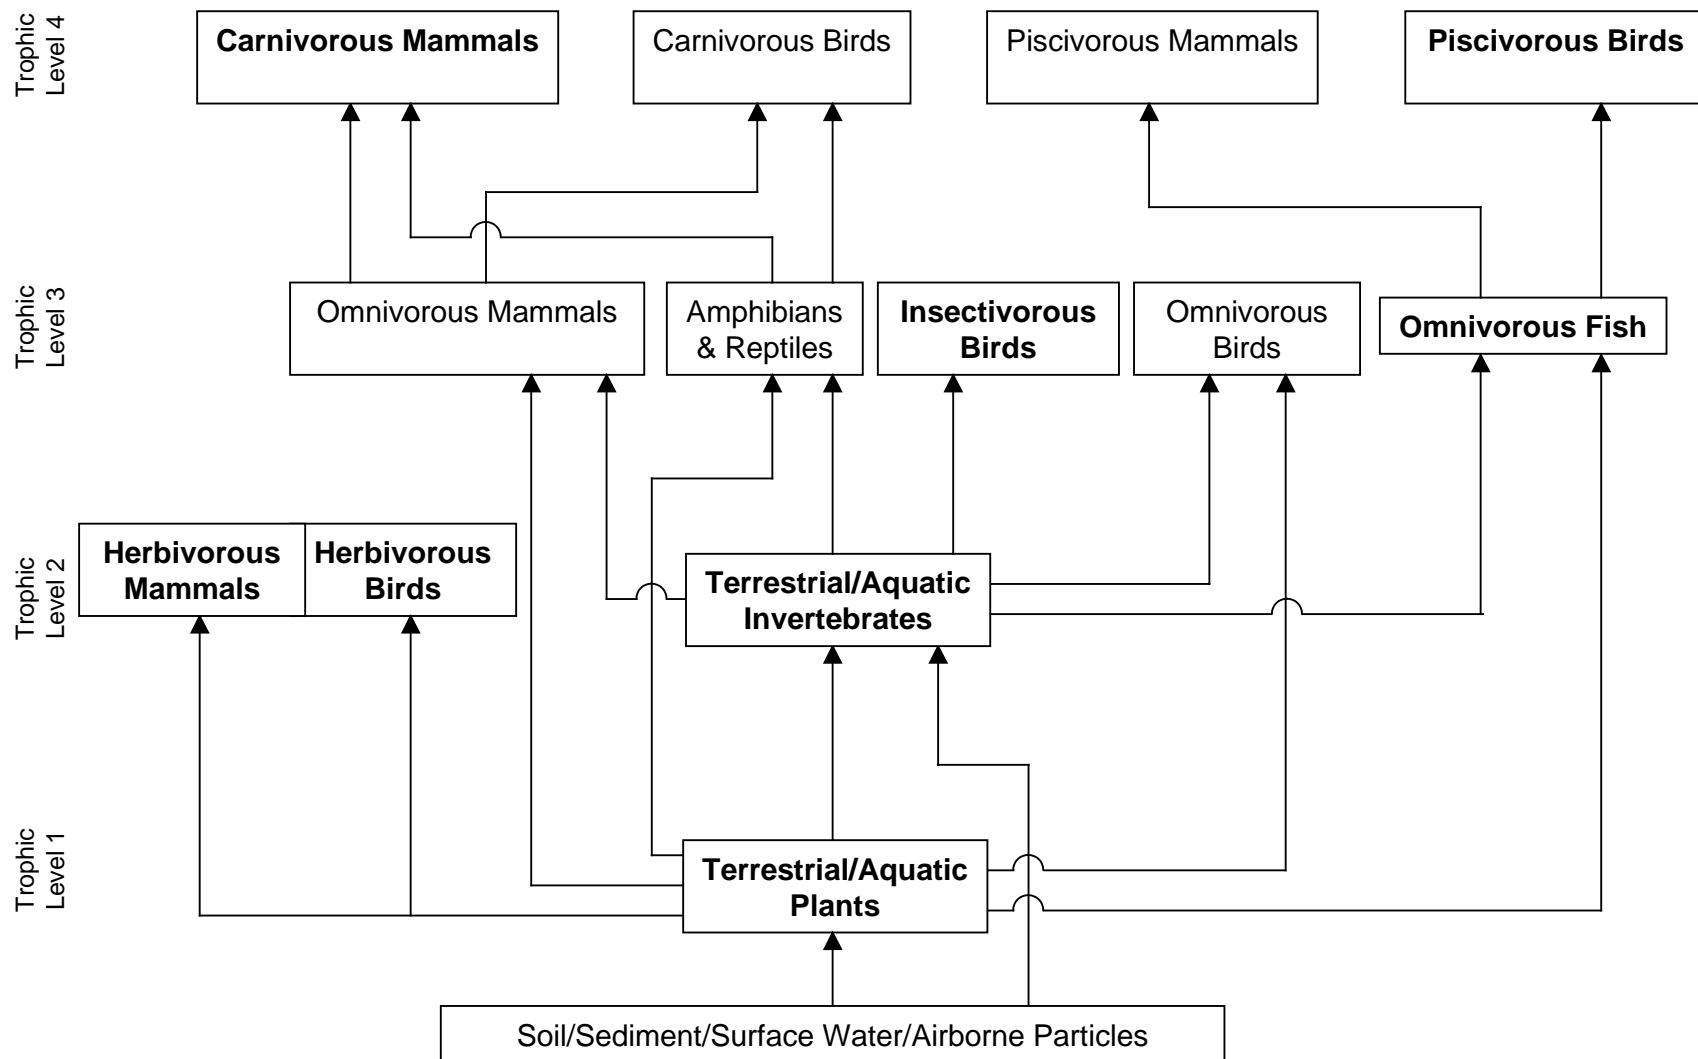 Trophic
Level 4
Carnivorous Mammals
Carnivorous Birds
Piscivorous Mammals
Piscivorous Birds
Trophic
Level 3
Omnivorous Mammals
Amphibians
& Reptiles
Insectivorous
Birds
Omnivorous
Birds
Omnivorous Fish
Trophic
Level 2
Herbivorous
Mammals
Herbivorous
Birds
Terrestrial/Aquatic
Invertebrates
Trophic
Level 1
Terrestrial/Aquatic
Plants
Soil/Sediment/Surface Water/Airborne Particles